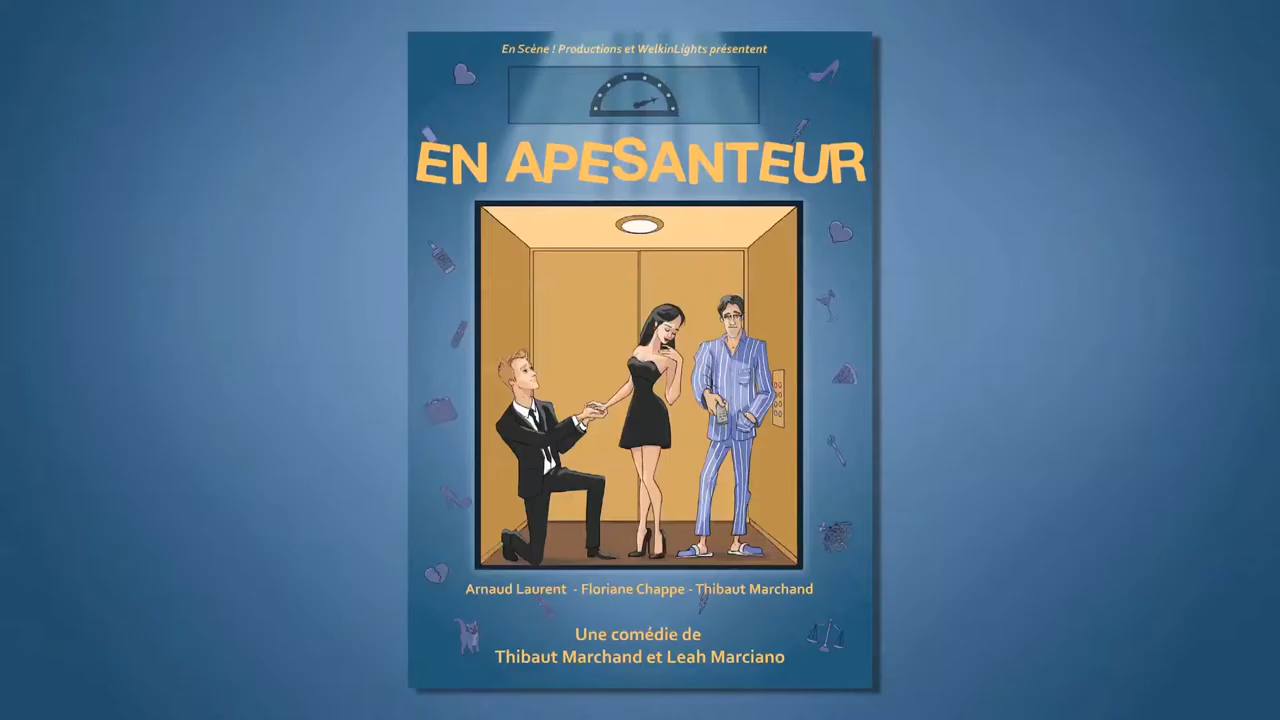 En Scène ! Productions et WelkinLights présentent
EN APESANTEUR
Arnaud Laurent - Floriane Chappe - Thibaut Marchand
Une comédie de
Thibaut Marchand et Leah Marciano